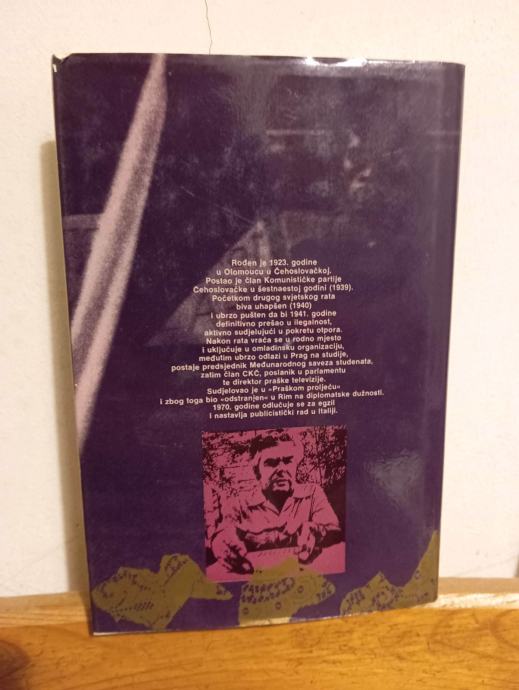 Rođen je 1923. godine
u Olomoucu u Čehoslovačkoj.
Postao je član Komunističke partije
Čehoslovačke u šestnaestoj godini (1939).
Početkom drugog svjetskog rata
biva uhapšen (1940)
i ubrzo pušten da bi 1941. godine
definitivno prešao u ilegalnost,
aktivno sudjelujući u pokretu otpora.
Nakon rata vraća se u rodno mjesto
i uključuje u omladinsku organizaciju,
međutim ubrzo odlazi u Prag na studije,
postaje predsjednik Međunarodnog saveza studenata,
zatim član CKČ, poslanik u parlamentu
te direktor praške televizije.
Sudjelovao je u »Praškom proljeću«
i zbog toga bio »odstranjen« u Rim na diplomatske dužnosti.
1970. godine odlučuje se za egzil
i nastavlja publicistički rad u Italiji.